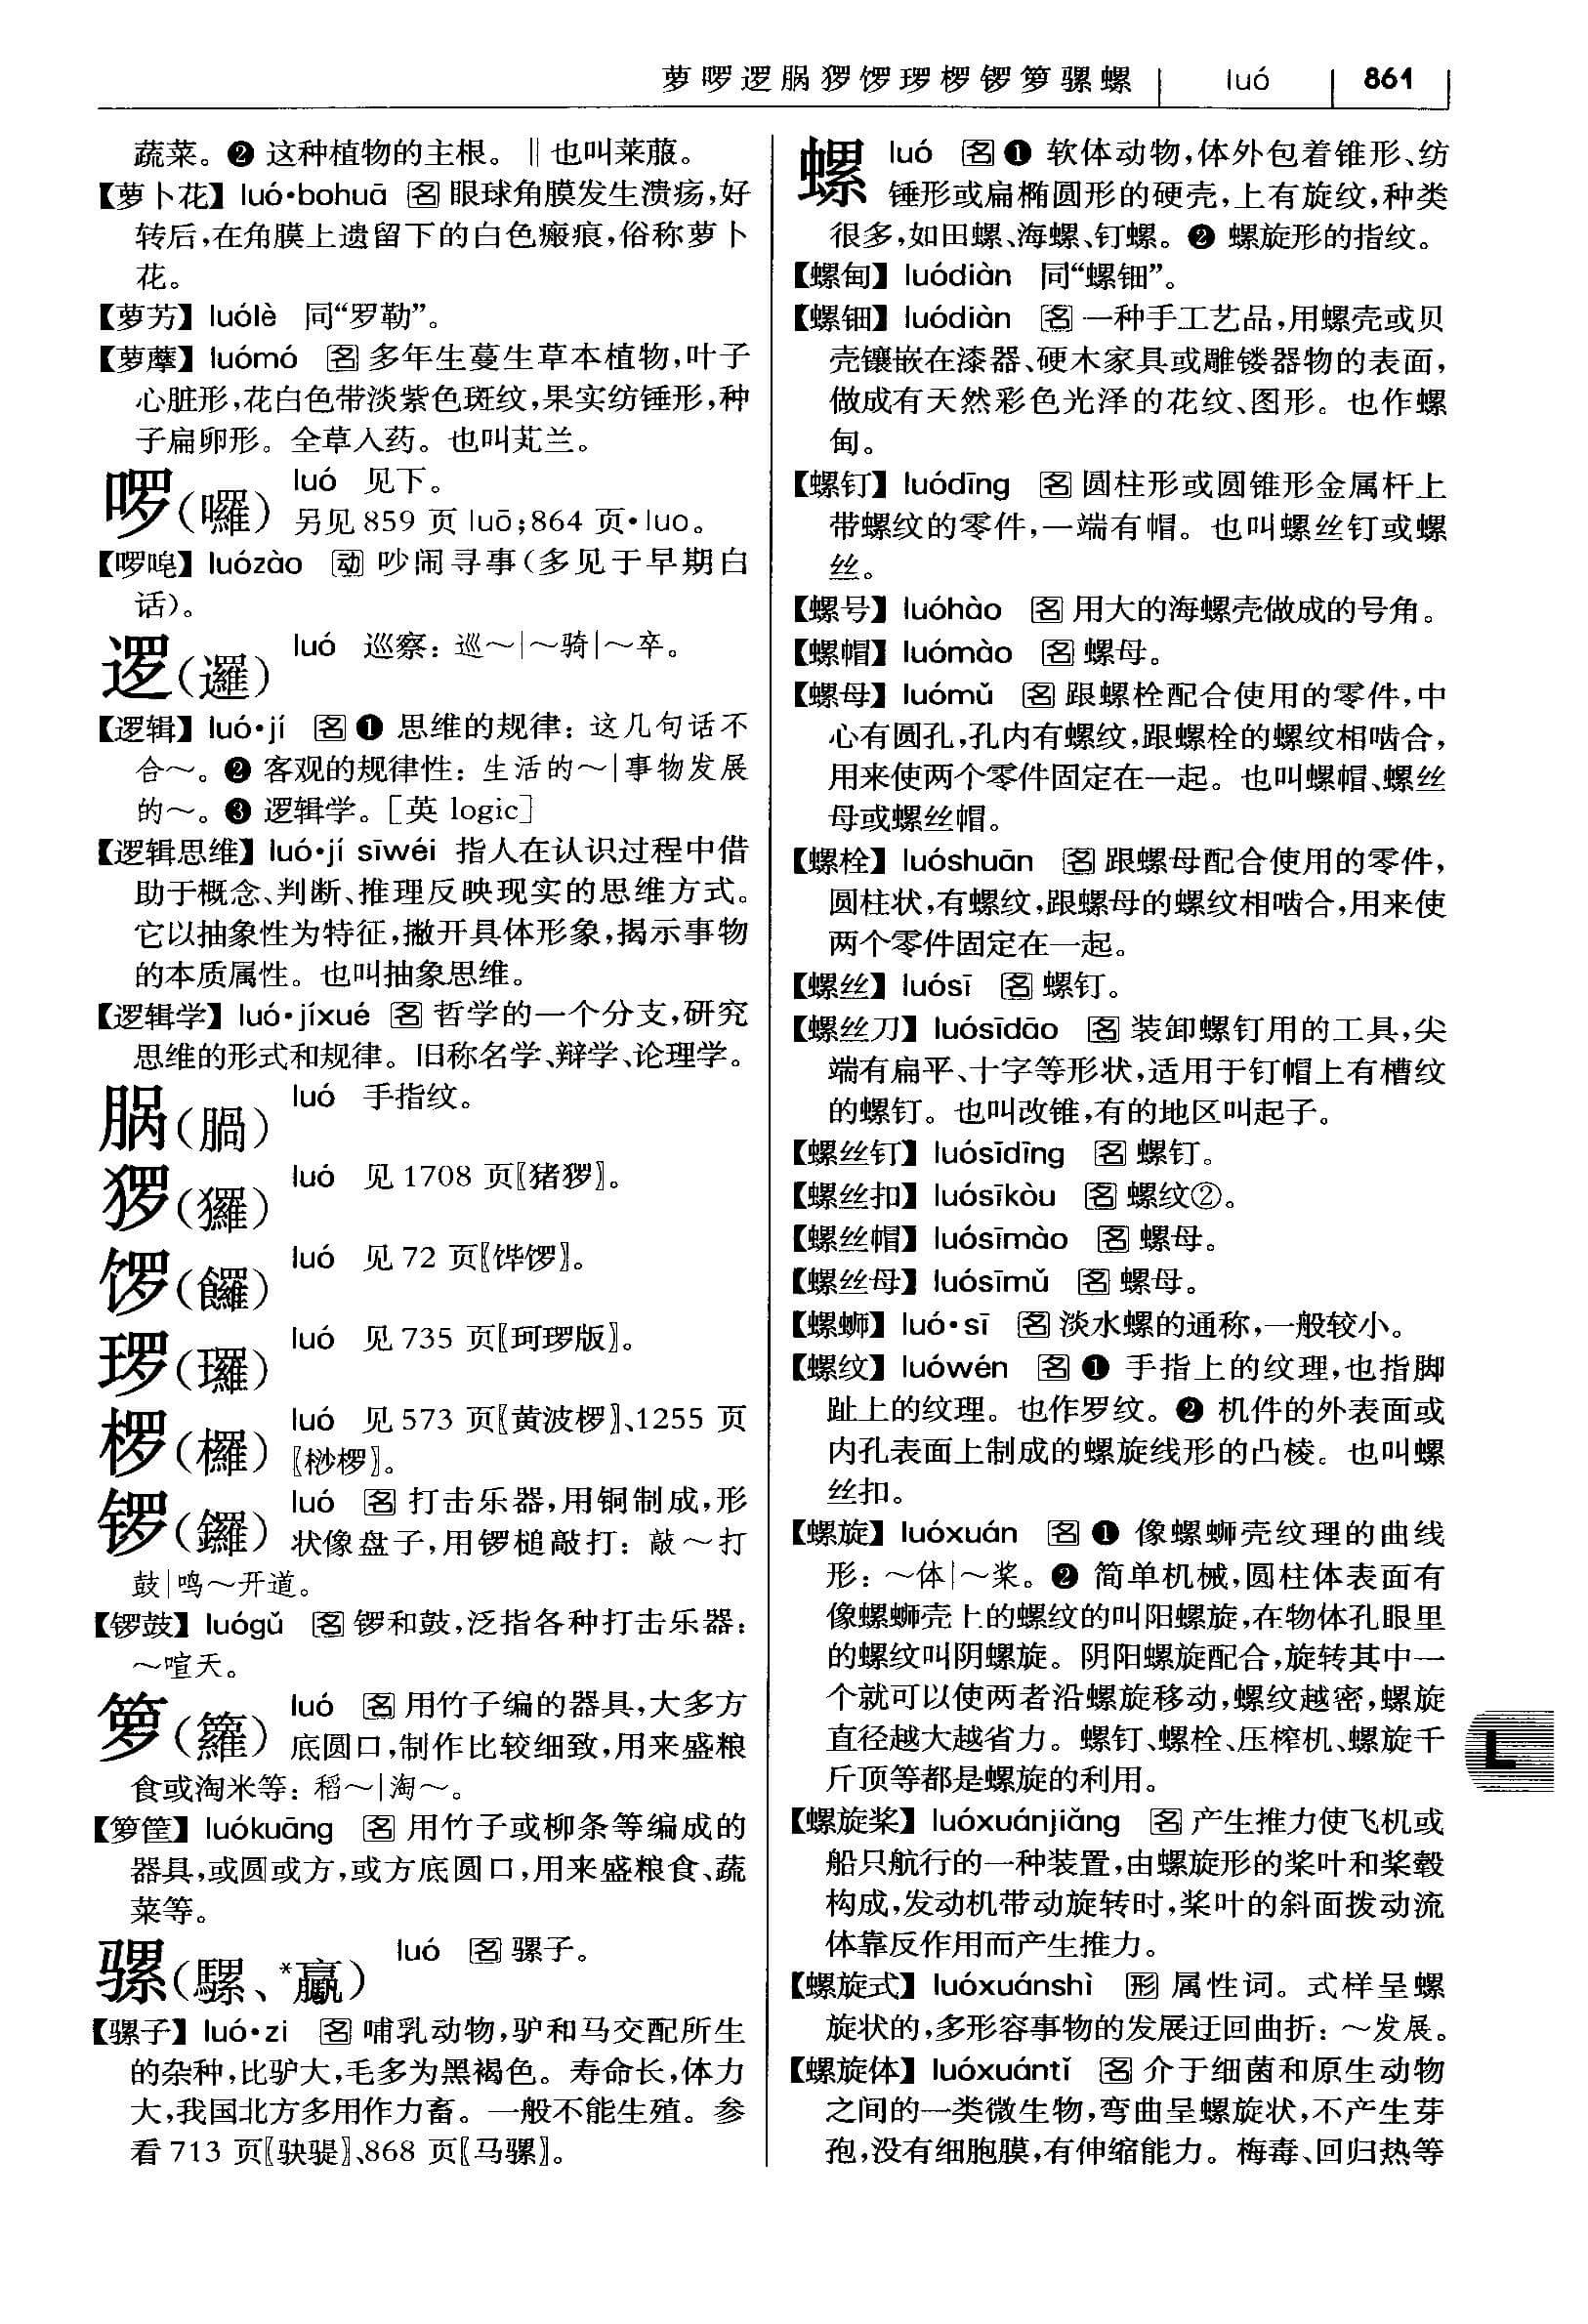 萝啰逻脶猡馋珞椤锣箩骡螺 luó 861
蔬菜。❷ 这种植物的主根。‖也叫莱菔。
【萝卜花】luó•bohuā 名 眼球角膜发生溃疡,好
转后,在角膜上遗留下的白色瘢痕,俗称萝卜
花。
【萝艻】luólè 同“罗勒”。
【萝藦】luómó 名 多年生蔓生草本植物,叶子
心脏形,花白色带淡紫色斑纹,果实纺锤形,种
子扁卵形。全草入药。也叫芄兰。
啰(囉) luó 见下。
另见 859 页 luō;864 页•luo。
【啰唣】luózào 动 吵闹寻事(多见于早期白
话)。
逻(邏) luó 巡察:巡~|~骑|~卒。
【逻辑】luó•jí 名 ❶ 思维的规律:这几句话不
合~。❷ 客观的规律性:生活的~|事物发展
的~。❸ 逻辑学。[英 logic]
【逻辑思维】luó•jí sīwéi 指人在认识过程中借
助于概念、判断、推理反映现实的思维方式。
它以抽象性为特征,撇开具体形象,揭示事物
的本质属性。也叫抽象思维。
【逻辑学】luó•jíxué 名 哲学的一个分支,研究
思维的形式和规律。旧称名学、辩学、论理学。
脶(腡) luó 手指纹。
猡(玀) luó 见 1708 页〖猪猡〗。
㑩(饠) luó 见 72 页〖饆饠〗。
𤩽(瓓) luó 见 735 页〖珂㻏版〗。
椤(欏) luó 见 573 页〖黄波椤〗、1255 页
〖桫椤〗。
锣(鑼) luó 名 打击乐器,用铜制成,形
状像盘子,用锣槌敲打:敲~打
鼓|鸣~开道。
【锣鼓】luógǔ 名 锣和鼓,泛指各种打击乐器:
~喧天。
箩(籮) luó 名 用竹子编的器具,大多方
底圆口,制作比较细致,用来盛粮
食或淘米等:稻~|淘~。
【箩筐】luókuāng 名 用竹子或柳条等编成的
器具,或圆或方,或方底圆口,用来盛粮食、蔬
菜等。
骡(騾、*臝) luó 名 骡子。
【骡子】luó•zi 名 哺乳动物,驴和马交配所生
的杂种,比驴大,毛多为黑褐色。寿命长,体力
大,我国北方多用作力畜。一般不能生殖。参
看 713 页〖𫘝𫘨〗、868 页〖马骡〗。
螺 luó 名 ❶ 软体动物,体外包着锥形、纺
锤形或扁椭圆形的硬壳,上有旋纹,种类
很多,如田螺、海螺、钉螺。❷ 螺旋形的指纹。
【螺甸】luódiàn 同“螺钿”。
【螺钿】luódiàn 名 一种手工艺品,用螺壳或贝
壳镶嵌在漆器、硬木家具或雕镂器物的表面,
做成有天然彩色光泽的花纹、图形。也作螺
甸。
【螺钉】luódīng 名 圆柱形或圆锥形金属杆上
带螺纹的零件,一端有帽。也叫螺丝钉或螺
丝。
【螺号】luóhào 名 用大的海螺壳做成的号角。
【螺帽】luómào 名 螺母。
【螺母】luómǔ 名 跟螺栓配合使用的零件,中
心有圆孔,孔内有螺纹,跟螺栓的螺纹相啮合,
用来使两个零件固定在一起。也叫螺帽、螺丝
母或螺丝帽。
【螺栓】luóshuān 名 跟螺母配合使用的零件,
圆柱状,有螺纹,跟螺母的螺纹相啮合,用来使
两个零件固定在一起。
【螺丝】luósī 名 螺钉。
【螺丝刀】luósīdāo 名 装卸螺钉用的工具,尖
端有扁平、十字等形状,适用于钉帽上有槽纹
的螺钉。也叫改锥,有的地区叫起子。
【螺丝钉】luósīdīng 名 螺钉。
【螺丝扣】luósīkòu 名 螺纹②。
【螺丝帽】luósīmào 名 螺母。
【螺丝母】luósīmǔ 名 螺母。
【螺蛳】luó•sī 名 淡水螺的通称,一般较小。
【螺纹】luówén 名 ❶ 手指上的纹理,也指脚
趾上的纹理。也作罗纹。❷ 机件的外表面或
内孔表面上制成的螺旋线形的凸棱。也叫螺
丝扣。
【螺旋】luóxuán 名 ❶ 像螺蛳壳纹理的曲线
形:~体|~桨。❷ 简单机械,圆柱体表面有
像螺蛳壳上的螺纹的叫阳螺旋,在物体孔眼里
的螺纹叫阴螺旋。阴阳螺旋配合,旋转其中一
个就可以使两者沿螺旋移动,螺纹越密,螺旋
直径越大越省力。螺钉、螺栓、压榨机、螺旋千
斤顶等都是螺旋的利用。
【螺旋桨】luóxuánjiǎng 名 产生推力使飞机或
船只航行的一种装置,由螺旋形的桨叶和桨毂
构成,发动机带动旋转时,桨叶的斜面拨动流
体靠反作用而产生推力。
【螺旋式】luóxuánshì 形 属性词。式样呈螺
旋状的,多形容事物的发展迂回曲折:~发展。
【螺旋体】luóxuántǐ 名 介于细菌和原生动物
之间的一类微生物,弯曲呈螺旋状,不产生芽
孢,没有细胞膜,有伸缩能力。梅毒、回归热等
L